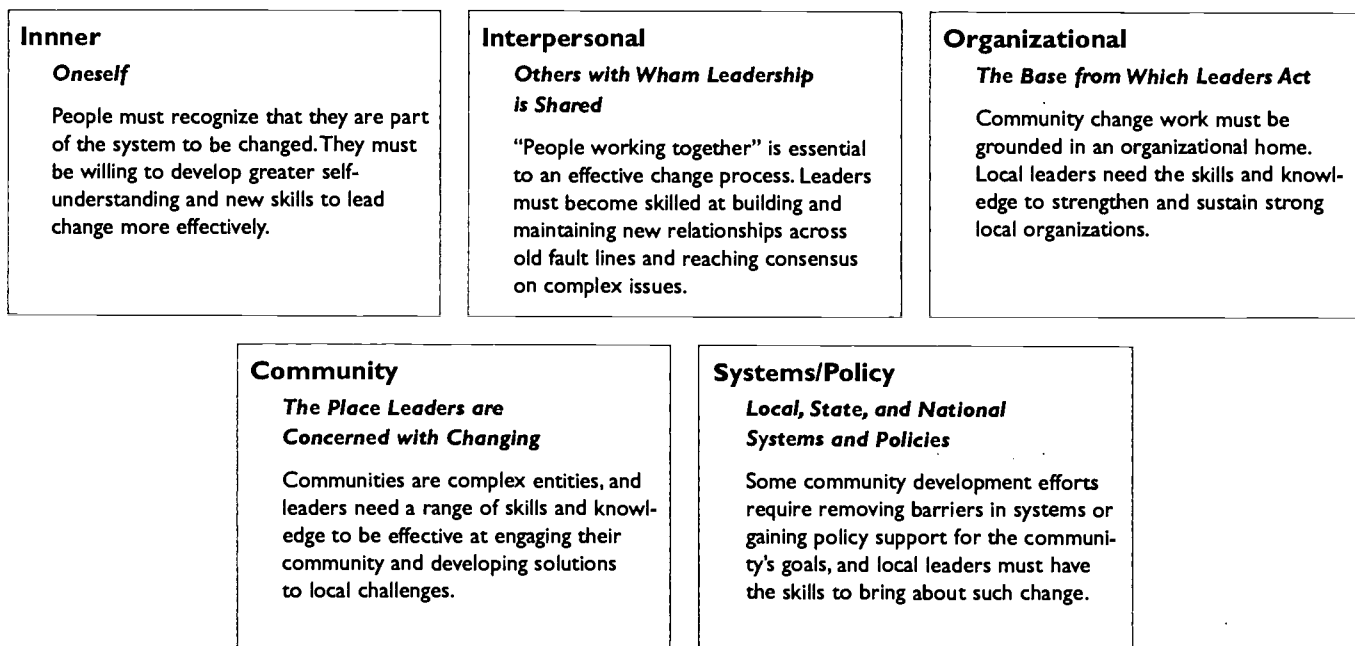 Innner
Oneself
People must recognize that they are part
of the system to be changed. They must
be willing to develop greater self-
understanding and new skills to lead
change more effectively.
Interpersonal
Others with Wham Leadership
is Shared
"People working together" is essential
to an effective change process. Leaders
must become skilled at building and
maintaining new relationships across
old fault lines and reaching consensus
on complex issues.
Organizational
The Base from Which Leaders Act
Community change work must be
grounded in an organizational home.
Local leaders need the skills and knowl-
edge to strengthen and sustain strong
local organizations.
Community
The Place Leaders are
Concerned with Changing
Communities are complex entities, and
leaders need a range of skills and knowl-
edge to be effective at engaging their
community and developing solutions
to local challenges.
Systems/Policy
Local, State, and National
Systems and Policies
Some community development efforts
require removing barriers in systems or
gaining policy support for the communi-
ty's goals, and local leaders must have
the skills to bring about such change.